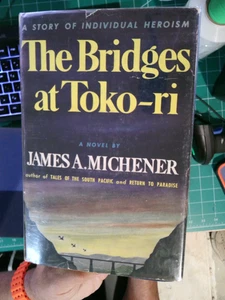 A STORY OF INDIVIDUAL HEROISM
The Bridges
at Toko-ri
A NOVEL BY
JAMES A. MICHENER
author of TALES OF THE SOUTH PACIFIC and RETURN TO PARADISE